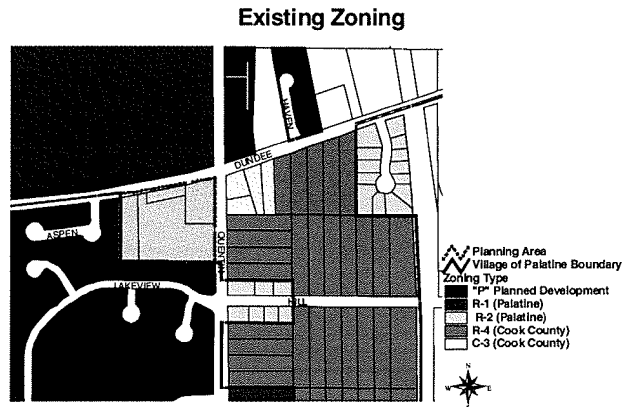 Existing Zoning
HAVEN
DUNDEE
ASPEN
QUENTIN
LAKEVIEW
HILL
Planning Area
Village of Palatine Boundary
Zoning Type
"P" Planned Development
R-1 (Palatine)
R-2 (Palatine)
R-4 (Cook County)
C-3 (Cook County)
N
W E
S